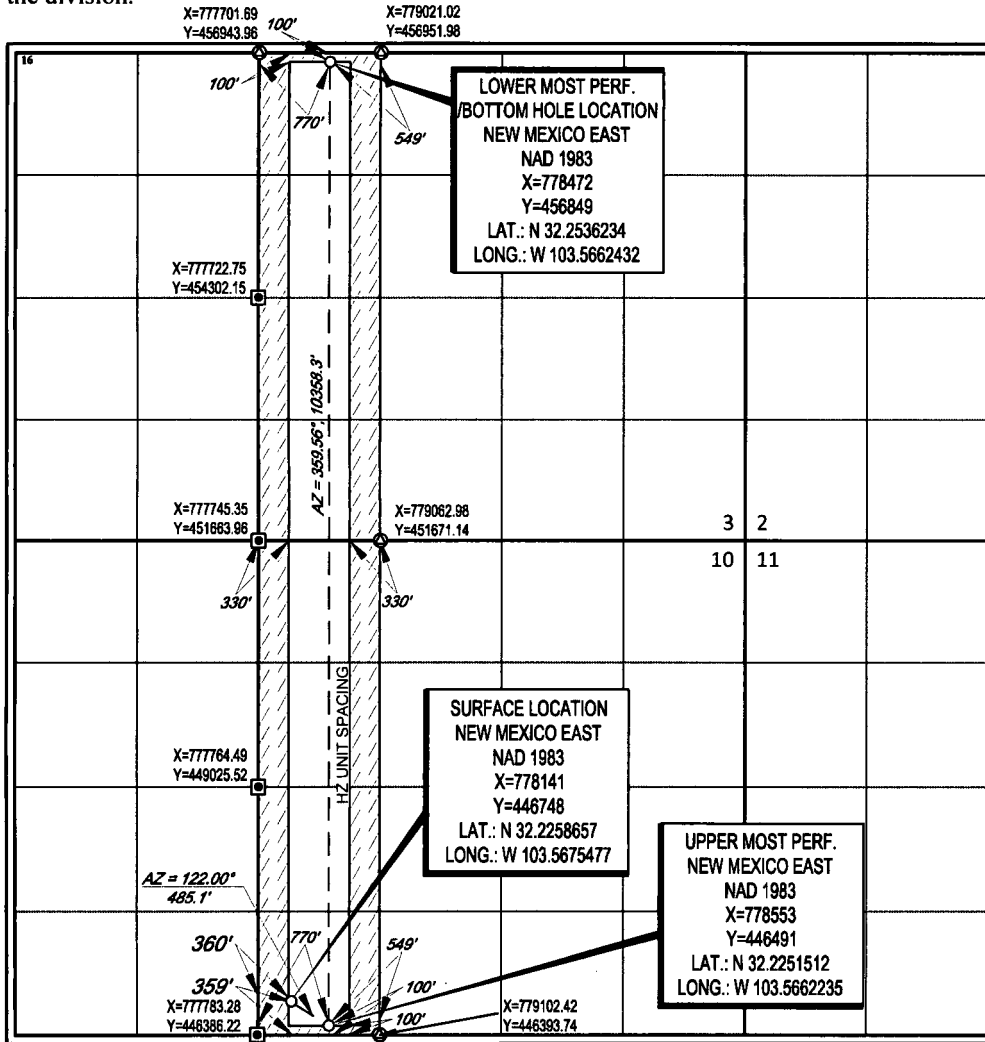 the division.
X=777701.69
Y=456943.96
100'
X=779021.02
Y=456951.98
16
100'
770'
549'
LOWER MOST PERF.
/BOTTOM HOLE LOCATION
NEW MEXICO EAST
NAD 1983
X=778472
Y=456849
LAT.: N 32.2536234
LONG.: W 103.5662432
X=777722.75
Y=454302.15
AZ = 359.56°, 10358.3'
X=777745.35
Y=451663.96
X=779062.98
Y=451671.14
3 2
10 11
330'
330'
HZ UNIT SPACING
SURFACE LOCATION
NEW MEXICO EAST
NAD 1983
X=778141
Y=446748
LAT.: N 32.2258657
LONG.: W 103.5675477
X=777764.49
Y=449025.52
UPPER MOST PERF.
NEW MEXICO EAST
NAD 1983
X=778553
Y=446491
LAT.: N 32.2251512
LONG.: W 103.5662235
AZ = 122.00°
485.1'
360'
770'
549'
359'
100'
100'
X=777783.28
Y=446386.22
X=779102.42
Y=446393.74